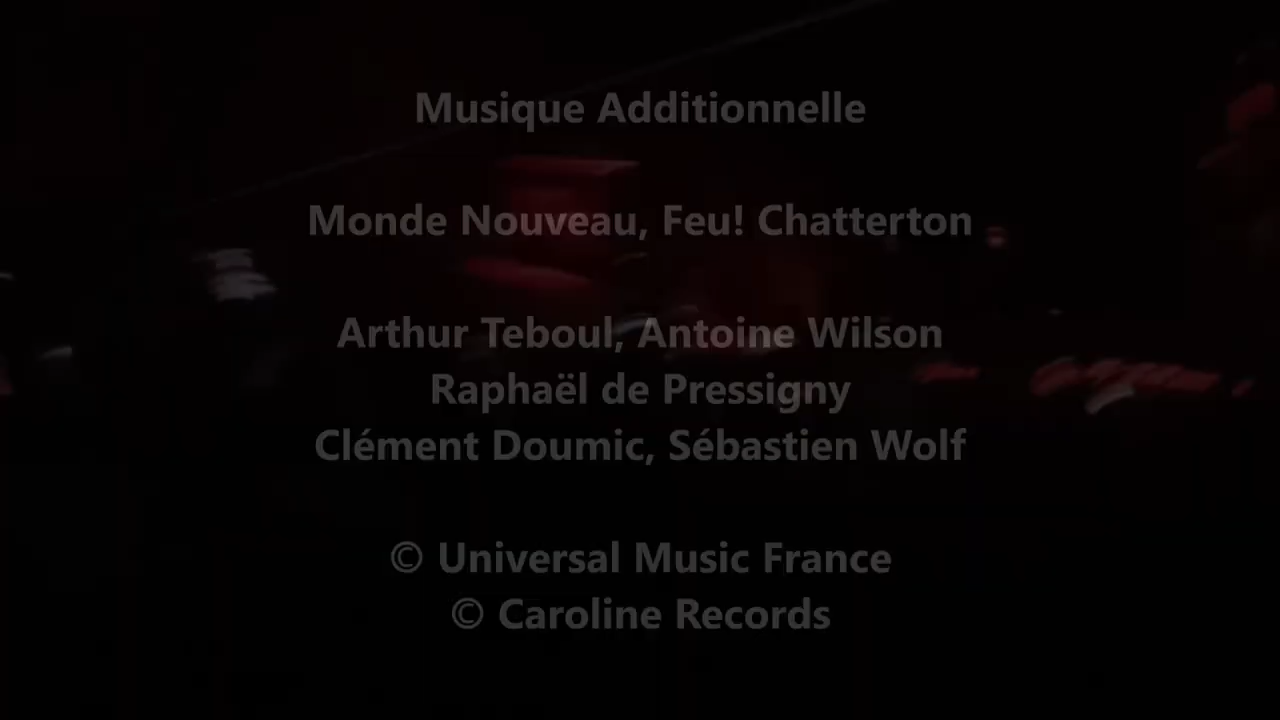 Musique Additionnelle
Monde Nouveau, Feu! Chatterton
Arthur Teboul, Antoine Wilson
Raphaël de Pressigny
Clément Doumic, Sébastien Wolf
© Universal Music France
© Caroline Records